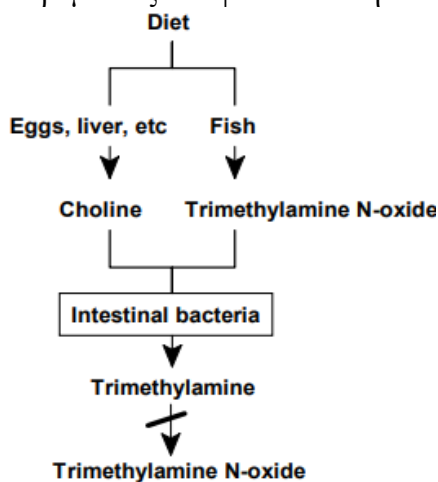 Diet
Eggs, liver, etc Fish
Choline Trimethylamine N-oxide
Intestinal bacteria
Trimethylamine
Trimethylamine N-oxide